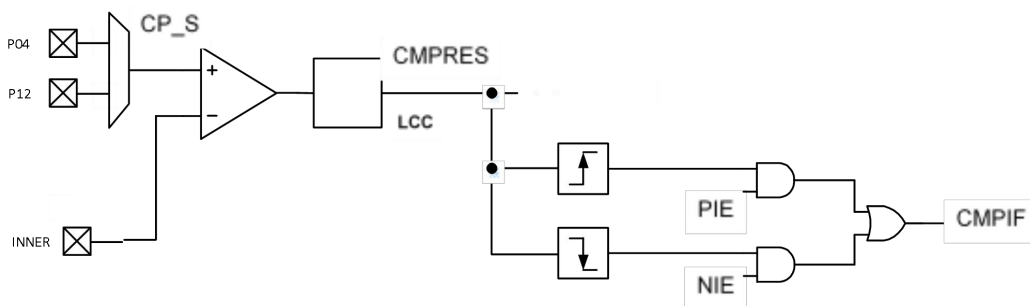 CP_S
P04
CMPRES
+
P12
−
LCC
PIE
CMPIF
INNER
NIE